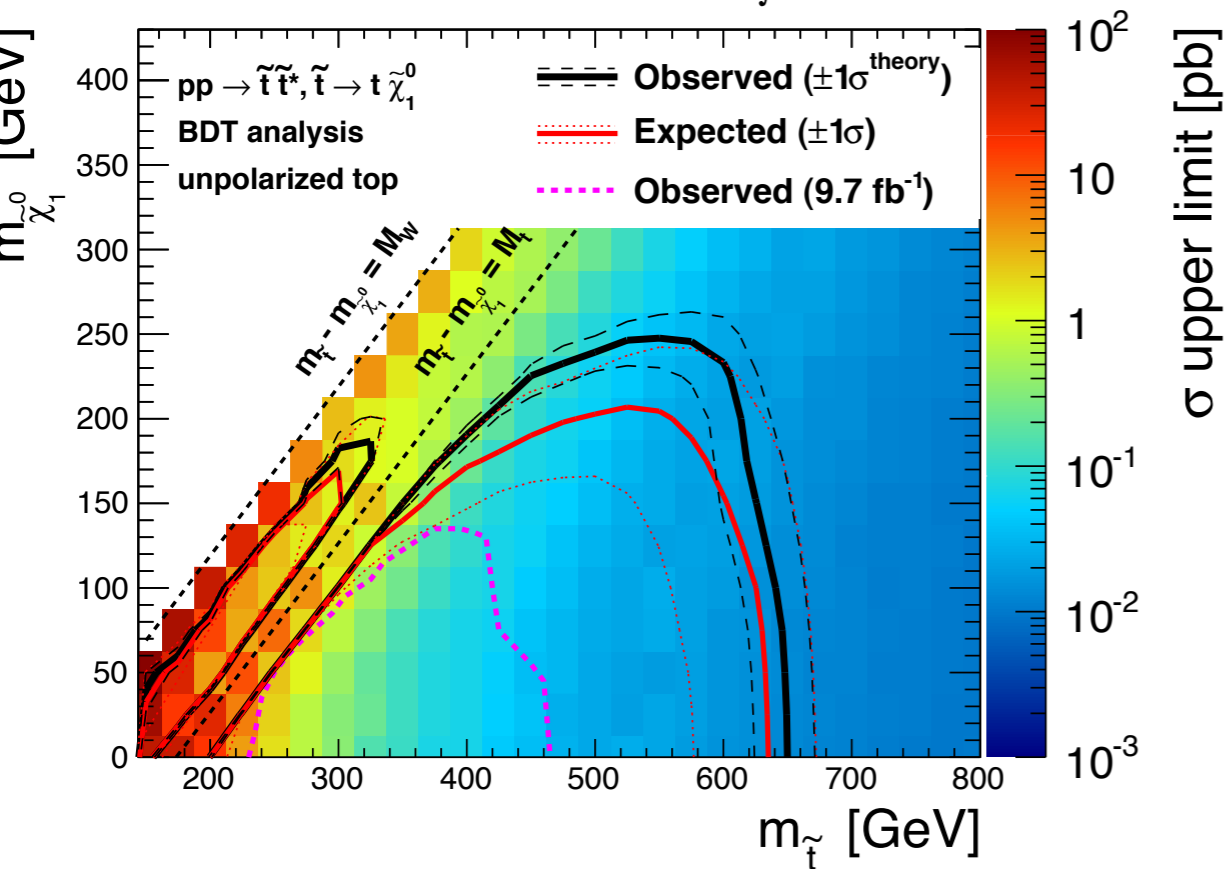 pp → t̃ t̃*, t̃ → t χ̃₁⁰
BDT analysis
unpolarized top
Observed (±1σ^theory)
Expected (±1σ)
Observed (9.7 fb⁻¹)
m_t̃ - m_χ̃₁⁰ = M_W
m_t̃ - m_χ̃₁⁰ = M_t
m_χ̃₁⁰ [GeV]
400
350
300
250
200
150
100
50
0
200 300 400 500 600 700 800
m_t̃ [GeV]
10²
10
1
10⁻¹
10⁻²
10⁻³
σ upper limit [pb]